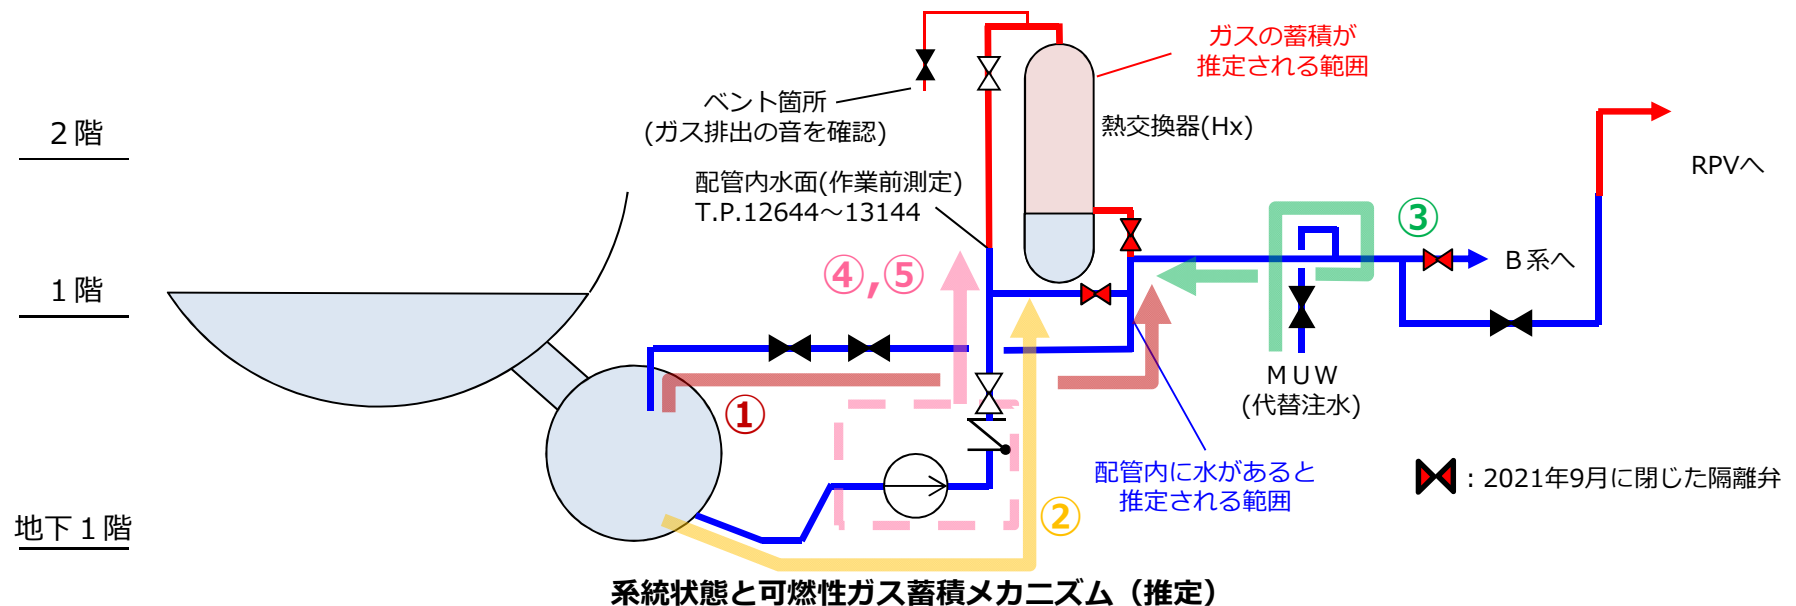 ガスの蓄積が
推定される範囲
ベント箇所
(ガス排出の音を確認)
2階
熱交換器(Hx)
RPVへ
配管内水面(作業前測定)
T.P.12644～13144
③
B系へ
④,⑤
1階
MUW
(代替注水)
①
配管内に水があると
推定される範囲
：2021年9月に閉じた隔離弁
②
地下1階
系統状態と可燃性ガス蓄積メカニズム（推定）